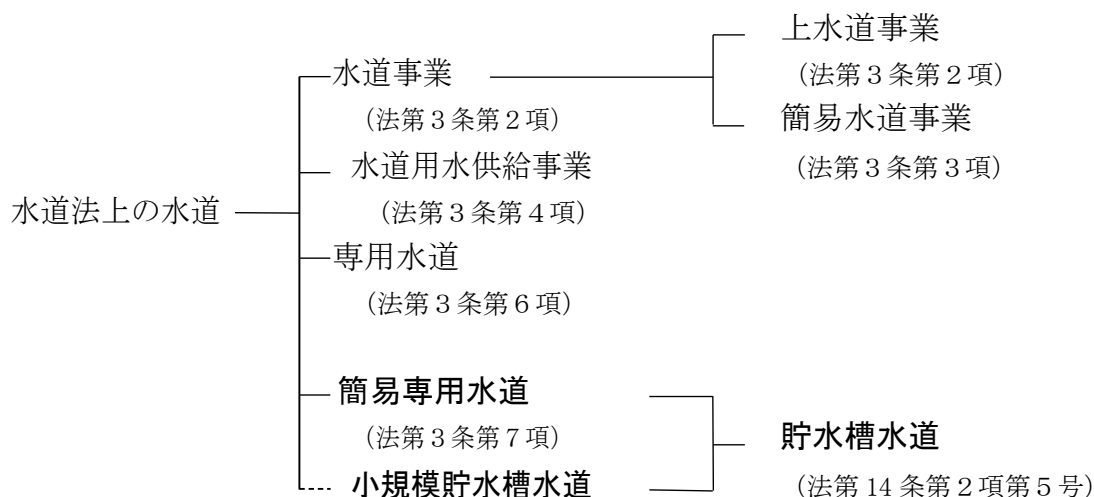 上水道事業
水道事業
(法第3条第2項)
(法第3条第2項)
簡易水道事業
水道用水供給事業
(法第3条第3項)
水道法上の水道
(法第3条第4項)
専用水道
(法第3条第6項)
簡易専用水道
(法第3条第7項)
貯水槽水道
小規模貯水槽水道
(法第14条第2項第5号)